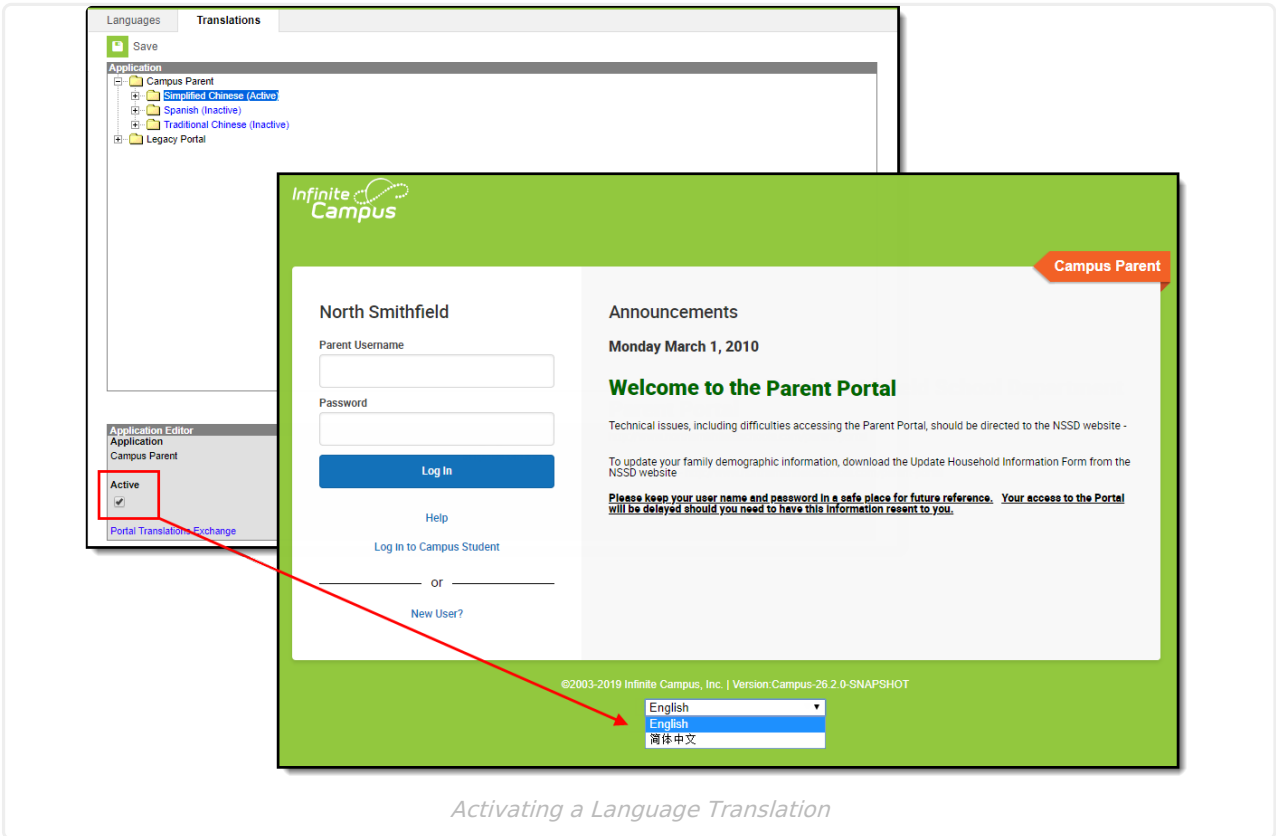 Languages Translations
Save
Application
Campus Parent
Simplified Chinese (Active)
Spanish (Inactive)
Traditional Chinese (Inactive)
Legacy Portal
Application Editor
Application
Campus Parent
Active
Portal Translations Exchange
Infinite
Campus
Campus Parent
North Smithfield
Parent Username
Password
Log In
Help
Log in to Campus Student
or
New User?
Announcements
Monday March 1, 2010
Welcome to the Parent Portal
Technical issues, including difficulties accessing the Parent Portal, should be directed to the NSSD website -
To update your family demographic information, download the Update Household Information Form from the
NSSD website
Please keep your user name and password in a safe place for future reference. Your access to the Portal
will be delayed should you need to have this information resent to you.
©2003-2019 Infinite Campus, Inc. | Version:Campus-26.2.0-SNAPSHOT
English
English
简体中文
Activating a Language Translation